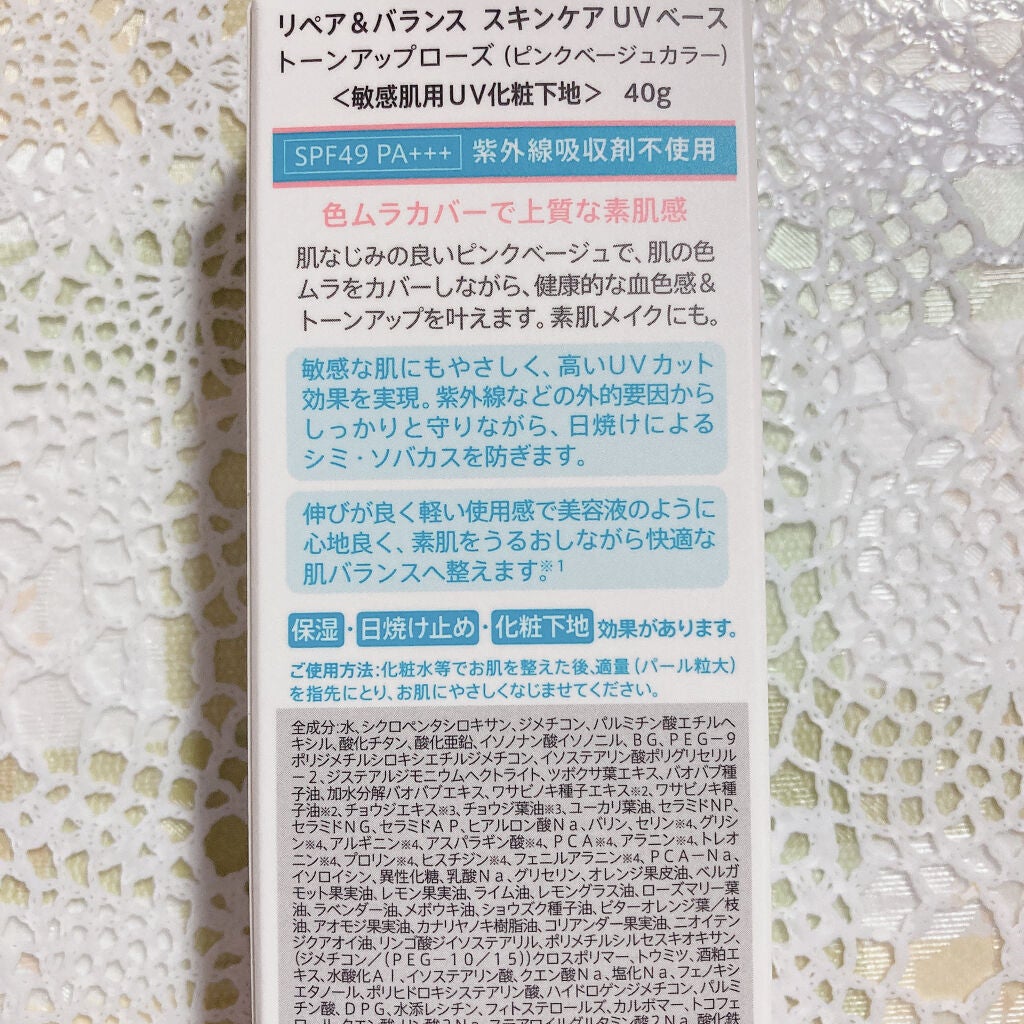 リペア＆バランス スキンケアUVベース
トーンアップローズ（ピンクベージュカラー）
＜敏感肌用UV化粧下地＞ 40g
SPF49 PA+++ 紫外線吸収剤不使用
色ムラカバーで上質な素肌感
肌なじみの良いピンクベージュで、肌の色
ムラをカバーしながら、健康的な血色感＆
トーンアップを叶えます。素肌メイクにも。
敏感な肌にもやさしく、高いUVカット
効果を実現。紫外線などの外的要因から
しっかりと守りながら、日焼けによる
シミ・ソバカスを防ぎます。
伸びが良く軽い使用感で美容液のように
心地良く、素肌をうるおしながら快適な
肌バランスへ整えます。※1
保湿・日焼け止め・化粧下地 効果があります。
ご使用方法:化粧水等でお肌を整えた後、適量（パール粒大）
を指先にとり、お肌にやさしくなじませてください。
全成分:水、シクロペンタシロキサン、ジメチコン、パルミチン酸エチルヘ
キシル、酸化チタン、酸化亜鉛、イソノナン酸イソノニル、BG、PEG－9
ポリジメチルシロキシエチルジメチコン、イソステアリン酸ポリグリセリル
－2、ジステアルジモニウムヘクトライト、ツボクサ葉エキス、バオバブ種
子油、加水分解バオバブエキス、ワサビノキ種子エキス※2、ワサビノキ種
子油※2、チョウジエキス※3、チョウジ葉油※3、ユーカリ葉油、セラミドNP、
セラミドNG、セラミドAP、ヒアルロン酸Na、バリン、セリン※4、グリシ
ン※4、アルギニン※4、アスパラギン酸※4、PCA※4、アラニン※4、トレオ
ニン※4、プロリン※4、ヒスチジン※4、フェニルアラニン※4、PCA－Na、
イソロイシン、異性化糖、乳酸Na、グリセリン、オレンジ果皮油、ベルガ
モット果実油、レモン果実油、ライム油、レモングラス油、ローズマリー葉
油、ラベンダー油、メボウキ油、ショウズク種子油、ビターオレンジ葉／枝
油、アオモジ果実油、カナリヤノキ樹脂油、コリアンダー果実油、ニオイテン
ジクアオイ油、リンゴ酸ジイソステアリル、ポリメチルシルセスキオキサン、
(ジメチコン／(PEG－10／15))クロスポリマー、トウミツ、酒粕エ
キス、水酸化Al、イソステアリン酸、クエン酸Na、塩化Na、フェノキシ
エタノール、ポリヒドロキシステアリン酸、ハイドロゲンジメチコン、パルミ
チン酸、DPG、水添レシチン、フィトステロールズ、カルボマー、トコフェ
ロール、クエン酸、リン酸2Na、ステアロイルグルタミン酸2Na、酸化鉄